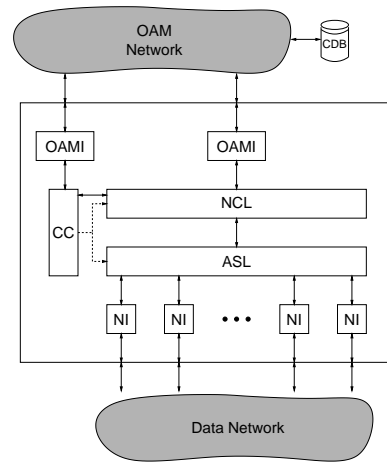 OAM
Network
CDB
OAMI
OAMI
NCL
CC
ASL
NI
NI
• • •
NI
NI
Data Network